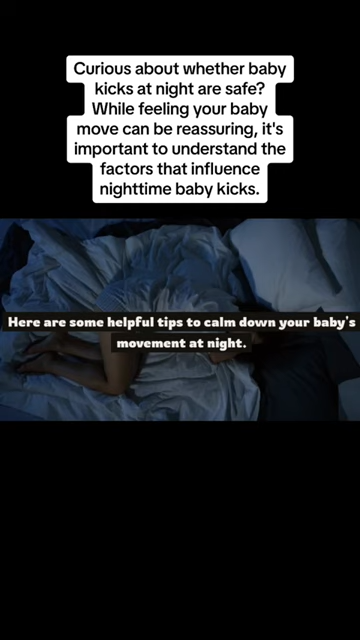 Curious about whether baby
kicks at night are safe?
While feeling your baby
move can be reassuring, it's
important to understand the
factors that influence
nighttime baby kicks.
Here are some helpful tips to calm down your baby's
movement at night.